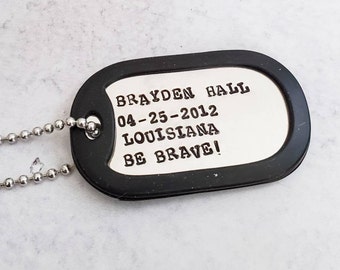 BRAYDEN HALL
04-25-2012
LOUISIANA
BE BRAVE!